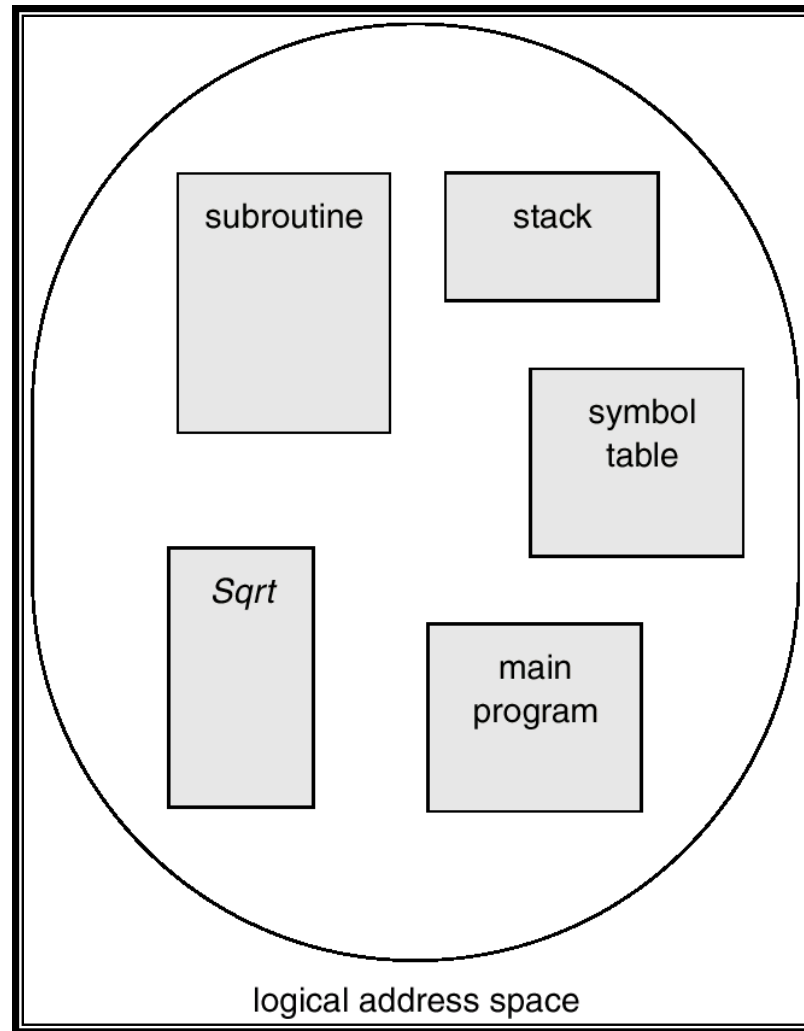 subroutine
stack
symbol
table
Sqrt
main
program
logical address space